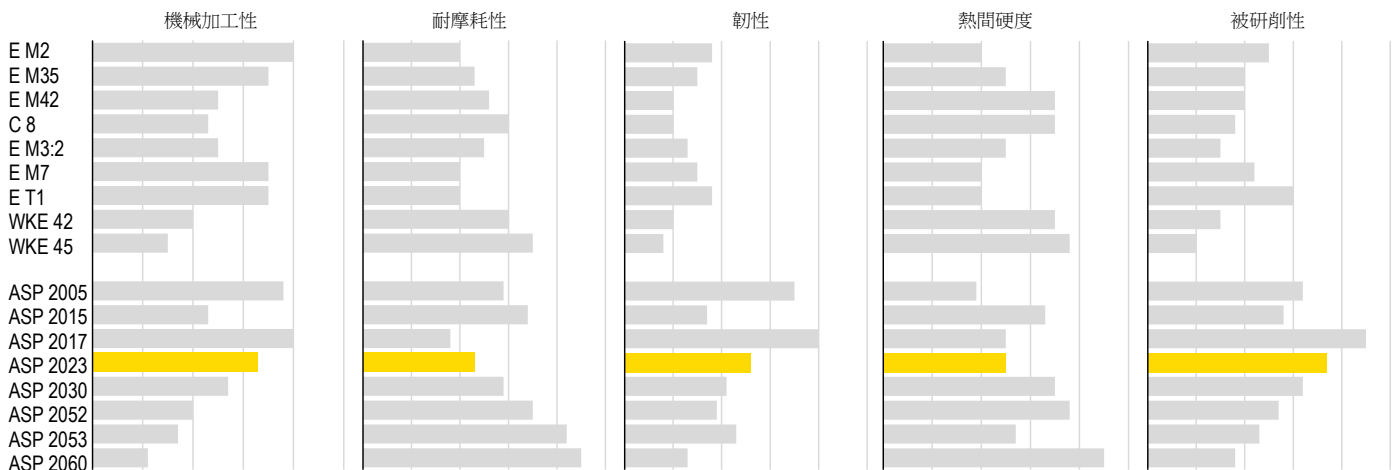 機械加工性 耐摩耗性 韌性 熱間硬度 被研削性
E M2
E M35
E M42
C 8
E M3:2
E M7
E T1
WKE 42
WKE 45
ASP 2005
ASP 2015
ASP 2017
ASP 2023
ASP 2030
ASP 2052
ASP 2053
ASP 2060